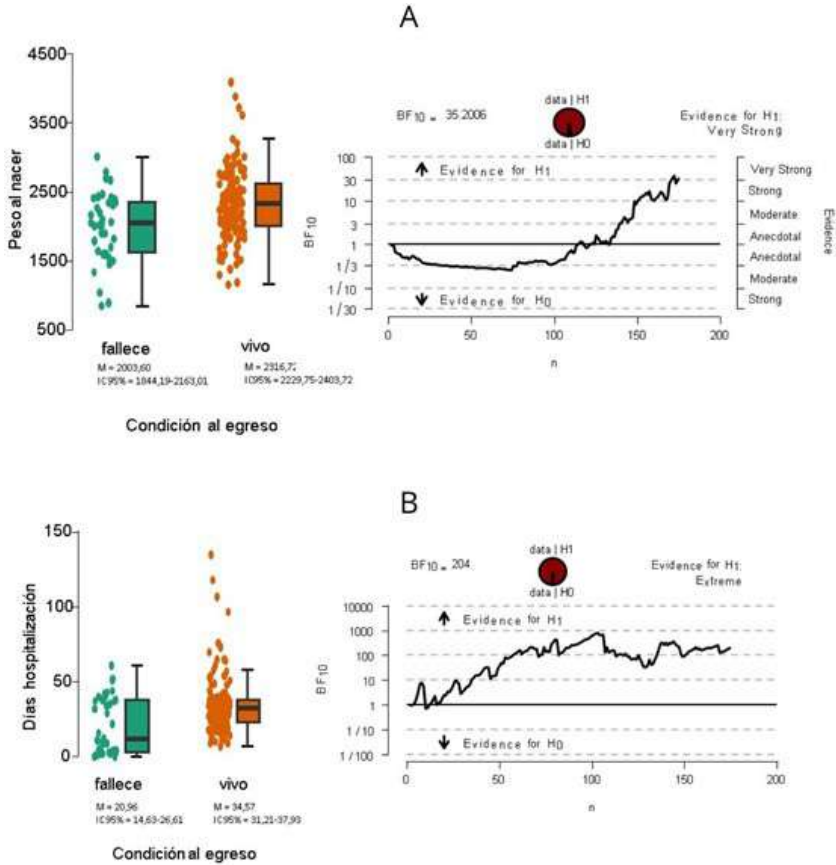 A
Peso al nacer
4500
3500
2500
1500
500
fallece
vivo
M = 2003,60
IC95% = 1844,19-2163,01
M = 2316,72
IC95% = 2229,75-2403,72
Condición al egreso
BF10 = 35.2006
data | H1
data | H0
Evidence for H1:
Very Strong
BF10
100
30
10
3
1
1 / 3
1 / 10
1 / 30
Evidence for H1
Evidence for H0
Very Strong
Strong
Moderate
Anecdotal
Anecdotal
Moderate
Strong
Evidence
0
50
100
150
200
n
B
Días hospitalización
150
100
50
0
fallece
vivo
M = 20,96
IC95% = 14,63-26,61
M = 34,57
IC95% = 31,21-37,93
Condición al egreso
BF10 = 204.
data | H1
data | H0
Evidence for H1:
Extreme
BF10
10000
1000
100
10
1
1 / 10
1 / 100
Evidence for H1
Evidence for H0
0
50
100
150
200
n